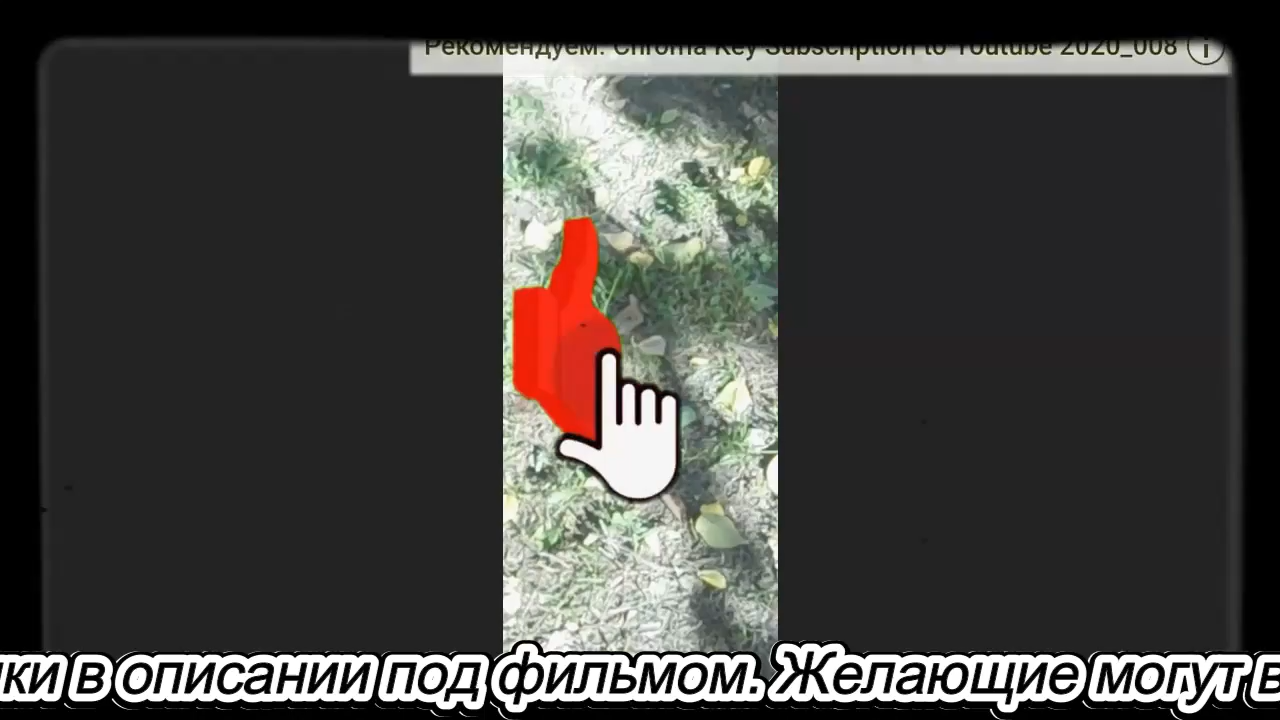 Рекомендуем: Chroma Key Subscription to Youtube 2020_008
ки в описании под фильмом. Желающие могут в